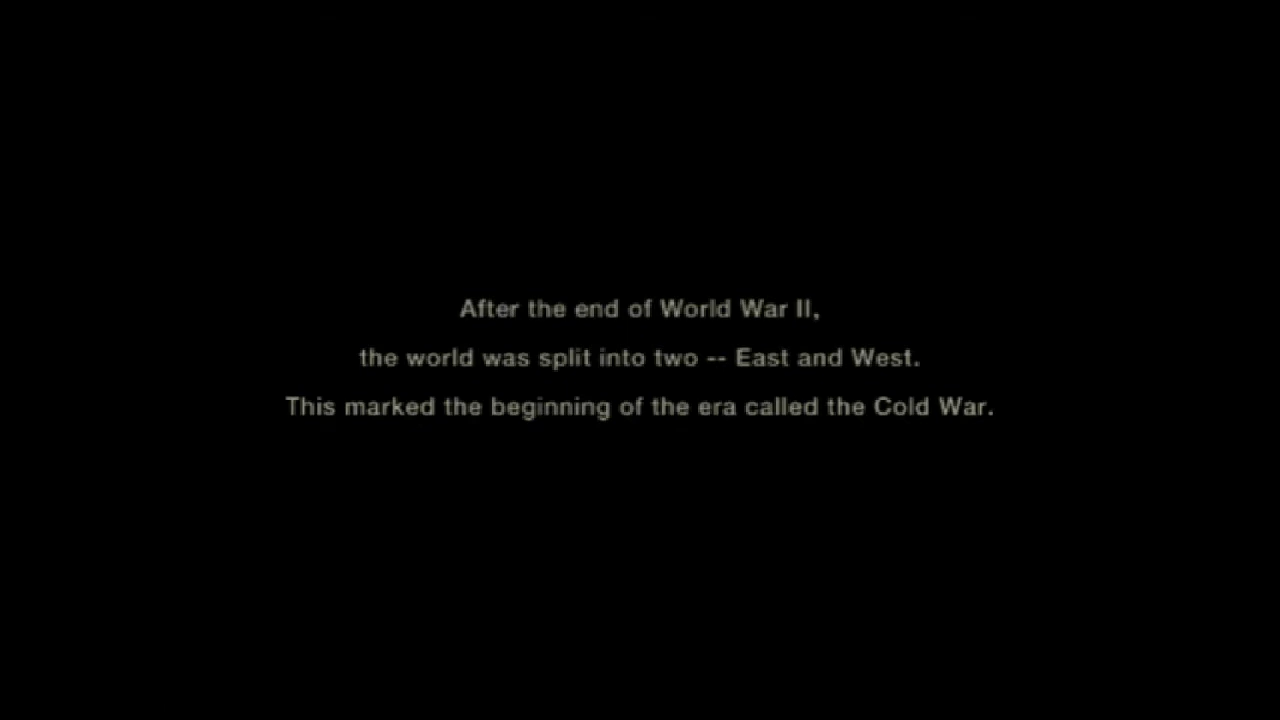 After the end of World War II,
the world was split into two -- East and West.
This marked the beginning of the era called the Cold War.